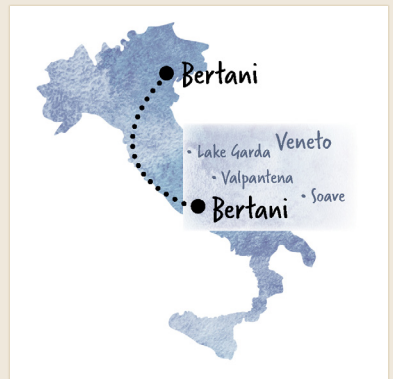 Bertani
Veneto
• Lake Garda
• Valpantena
• Soave
Bertani